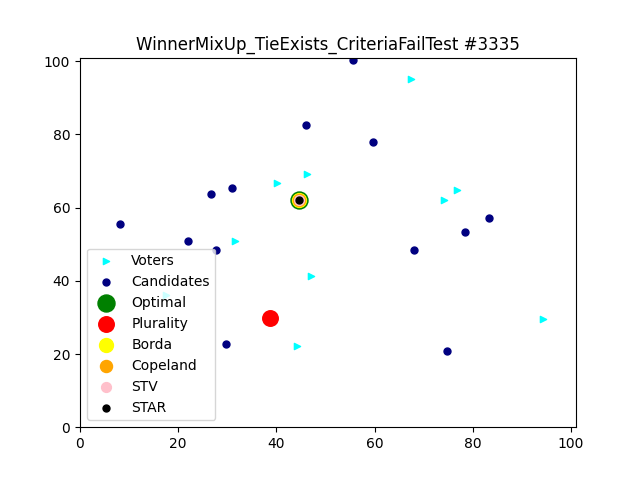 WinnerMixUp_TieExists_CriteriaFailTest #3335
100
80
60
40
20
0
Voters
Candidates
Optimal
Plurality
Borda
Copeland
STV
STAR
0 20 40 60 80 100